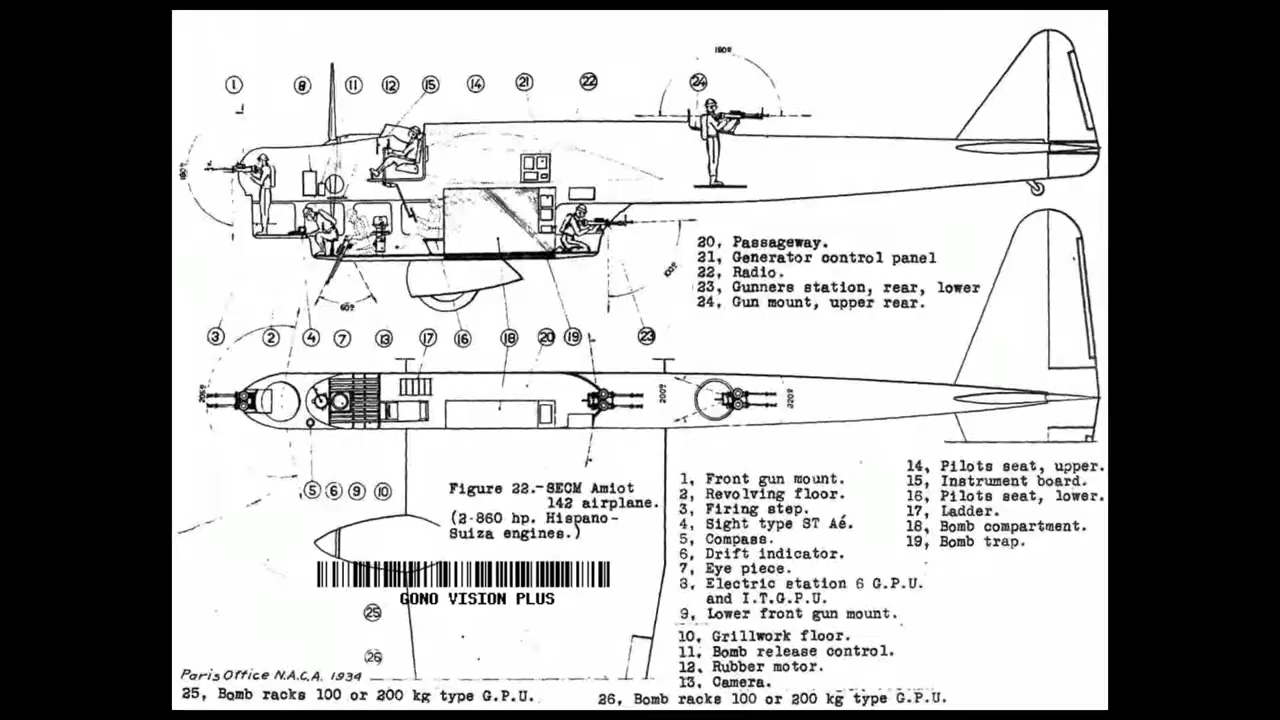 180º
1 8 11 12 15 14 21 22 24
180º
60º
100º
20, Passageway.
21, Generator control panel
22, Radio.
23, Gunners station, rear, lower
24, Gun mount, upper rear.
3 2 4 7 13 17 16 18 20 19 23
200º
200º
220º
5 6 9 10
Figure 22.-SECM Amiot
142 airplane.
(2-860 hp. Hispano-
Suiza engines.)
1, Front gun mount.
2, Revolving floor.
3, Firing step.
4, Sight type ST Aé.
5, Compass.
6, Drift indicator.
7, Eye piece.
8, Electric station 6 G.P.U.
and I.T.G.P.U.
9, Lower front gun mount.
10, Grillwork floor.
11, Bomb release control.
12, Rubber motor.
13, Camera.
14, Pilots seat, upper.
15, Instrument board.
16, Pilots seat, lower.
17, Ladder.
18, Bomb compartment.
19, Bomb trap.
GONO VISION PLUS
25
26
Paris Office N.A.C.A. 1934
25, Bomb racks 100 or 200 kg type G.P.U.
26, Bomb racks 100 or 200 kg type G.P.U.